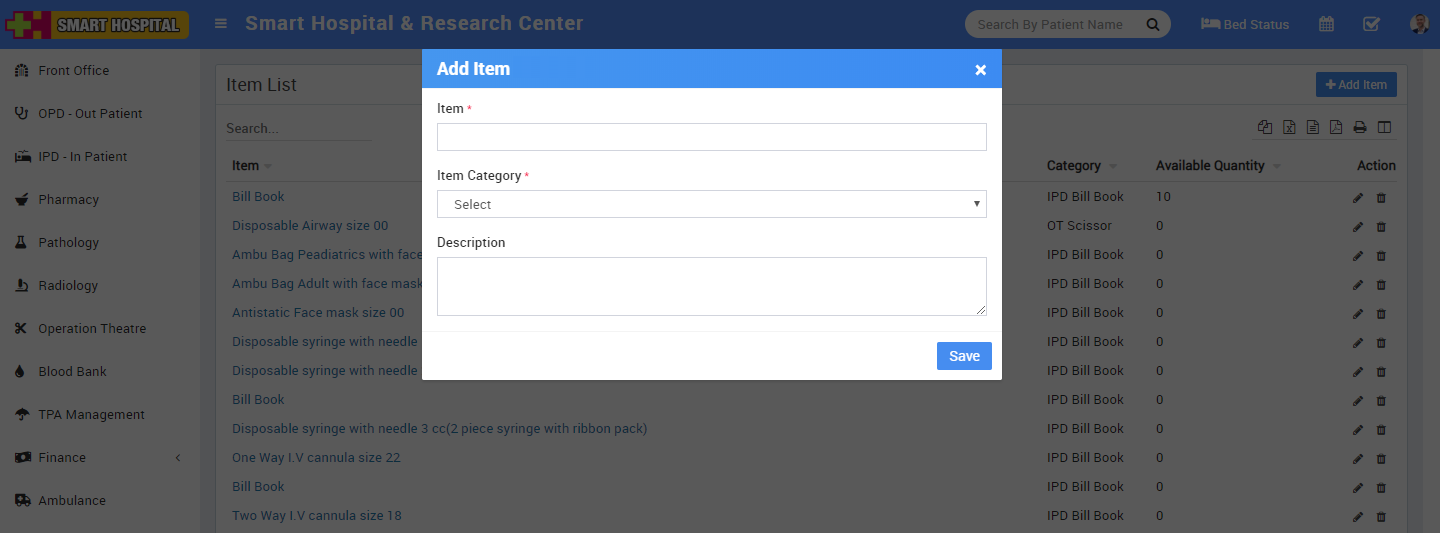 SMART HOSPITAL Smart Hospital & Research Center Search By Patient Name Bed Status
Front Office
OPD - Out Patient
IPD - In Patient
Pharmacy
Pathology
Radiology
Operation Theatre
Blood Bank
TPA Management
Finance
Ambulance
Item List
Add Item
Search...
Item Category Available Quantity Action
Bill Book IPD Bill Book 10
Disposable Airway size 00 OT Scissor 0
Ambu Bag Peadiatrics with face IPD Bill Book 0
Ambu Bag Adult with face mask IPD Bill Book 0
Antistatic Face mask size 00 IPD Bill Book 0
Disposable syringe with needle IPD Bill Book 0
Disposable syringe with needle IPD Bill Book 0
Bill Book IPD Bill Book 0
Disposable syringe with needle 3 cc(2 piece syringe with ribbon pack) IPD Bill Book 0
One Way I.V cannula size 22 IPD Bill Book 0
Bill Book IPD Bill Book 0
Two Way I.V cannula size 18 IPD Bill Book 0
Add Item ×
Item *
Item Category *
Select
Description
Save